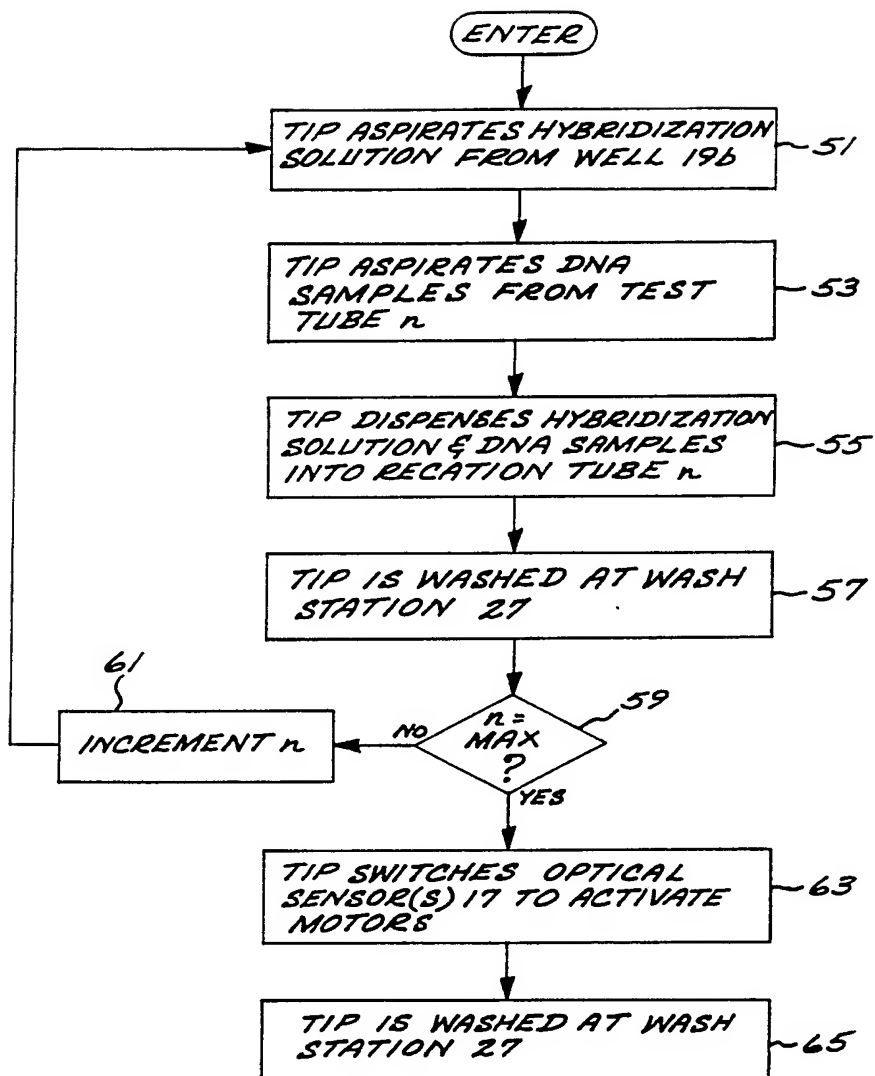 ENTER
TIP ASPIRATES HYBRIDIZATION
SOLUTION FROM WELL 19b
51
TIP ASPIRATES DNA
SAMPLES FROM TEST
TUBE n
53
TIP DISPENSES HYBRIDIZATION
SOLUTION & DNA SAMPLES
INTO RECATION TUBE n
55
TIP IS WASHED AT WASH
STATION 27
57
61
INCREMENT n
NO
n =
MAX
?
59
YES
TIP SWITCHES OPTICAL
SENSOR(S) 17 TO ACTIVATE
MOTORS
63
TIP IS WASHED AT WASH
STATION 27
65